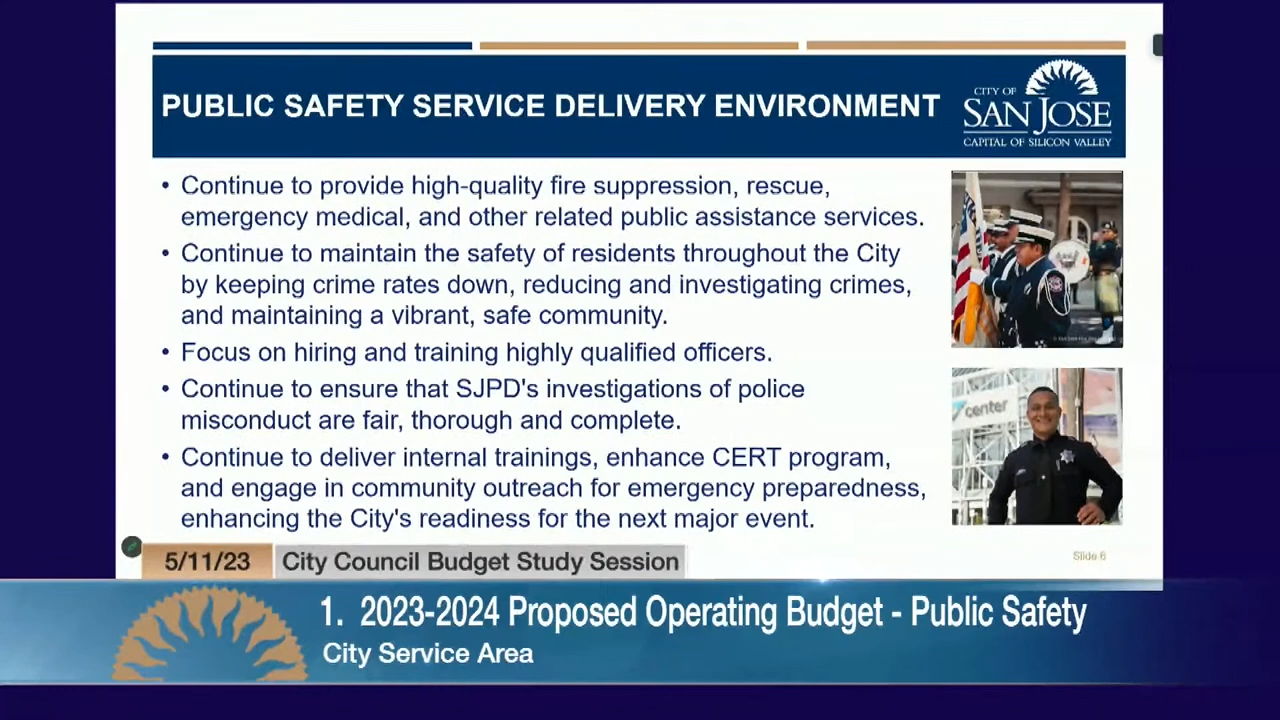 PUBLIC SAFETY SERVICE DELIVERY ENVIRONMENT
CITY OF
SAN JOSE
CAPITAL OF SILICON VALLEY
• Continue to provide high-quality fire suppression, rescue,
emergency medical, and other related public assistance services.
• Continue to maintain the safety of residents throughout the City
by keeping crime rates down, reducing and investigating crimes,
and maintaining a vibrant, safe community.
• Focus on hiring and training highly qualified officers.
• Continue to ensure that SJPD's investigations of police
misconduct are fair, thorough and complete.
• Continue to deliver internal trainings, enhance CERT program,
and engage in community outreach for emergency preparedness,
enhancing the City's readiness for the next major event.
center
Slide 6
5/11/23 City Council Budget Study Session
1. 2023-2024 Proposed Operating Budget - Public Safety
City Service Area